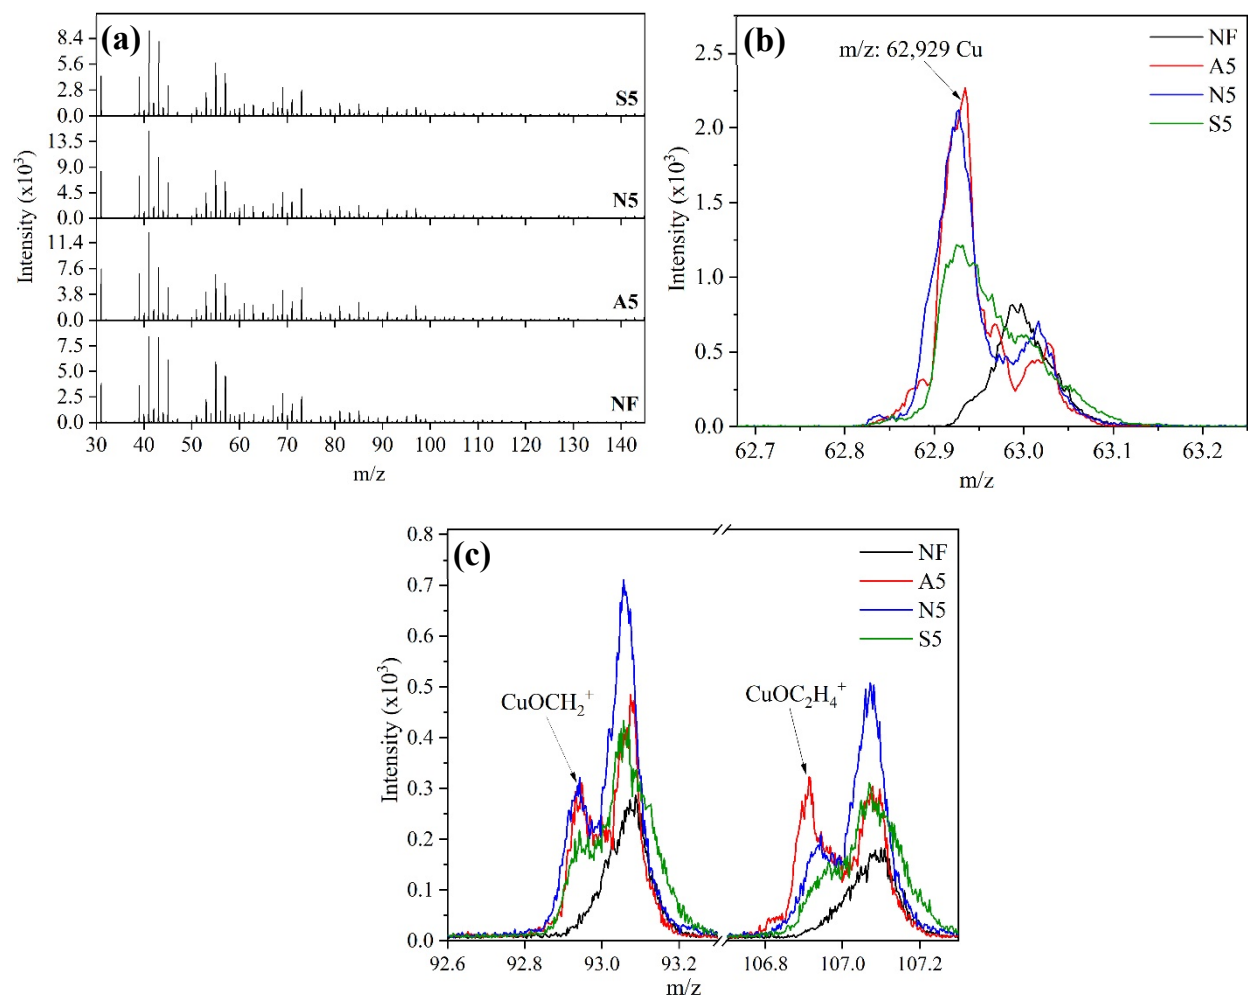 (a)
Intensity (x10³)
8.4
5.6
2.8
0.0
S5
13.5
9.0
4.5
0.0
N5
11.4
7.6
3.8
0.0
A5
7.5
5.0
2.5
0.0
NF
30 40 50 60 70 80 90 100 110 120 130 140
m/z
(b)
m/z: 62,929 Cu
NF
A5
N5
S5
Intensity (x10³)
2.5
2.0
1.5
1.0
0.5
0.0
62.7 62.8 62.9 63.0 63.1 63.2
m/z
(c)
NF
A5
N5
S5
CuOCH₂⁺
CuOC₂H₄⁺
Intensity (x10³)
0.8
0.7
0.6
0.5
0.4
0.3
0.2
0.1
0.0
92.6 92.8 93.0 93.2 106.8 107.0 107.2
m/z